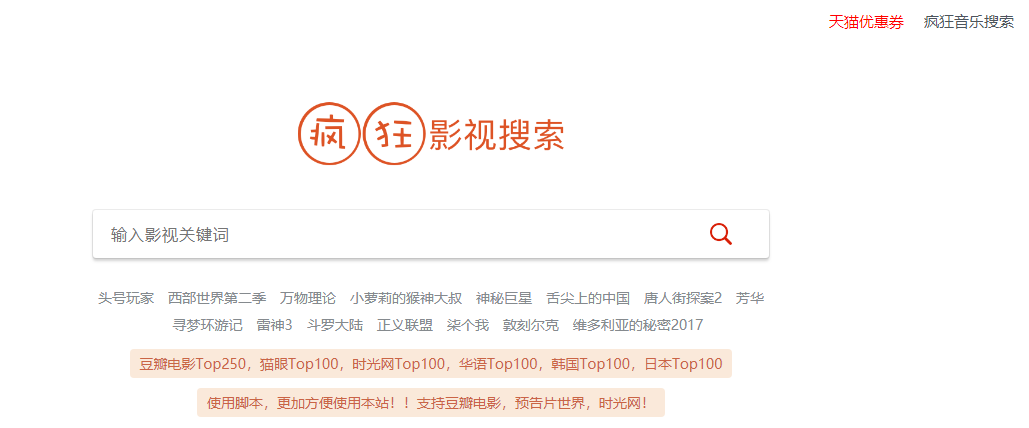 天猫优惠券 疯狂音乐搜索
疯狂影视搜索
输入影视关键词
头号玩家 西部世界第二季 万物理论 小萝莉的猴神大叔 神秘巨星 舌尖上的中国 唐人街探案2 芳华
寻梦环游记 雷神3 斗罗大陆 正义联盟 柒个我 敦刻尔克 维多利亚的秘密2017
豆瓣电影Top250，猫眼Top100，时光网Top100，华语Top100，韩国Top100，日本Top100
使用脚本，更加方便使用本站！！支持豆瓣电影，预告片世界，时光网！